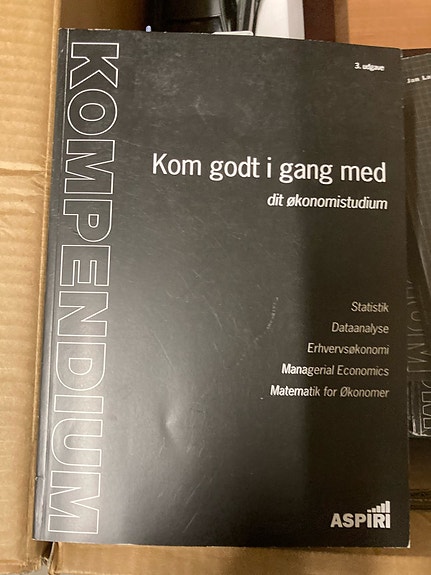 KOMPENDIUM
3. udgave
Kom godt i gang med
dit økonomistudium
Statistik
Dataanalyse
Erhvervsøkonomi
Managerial Economics
Matematik for Økonomer
ASPIRI